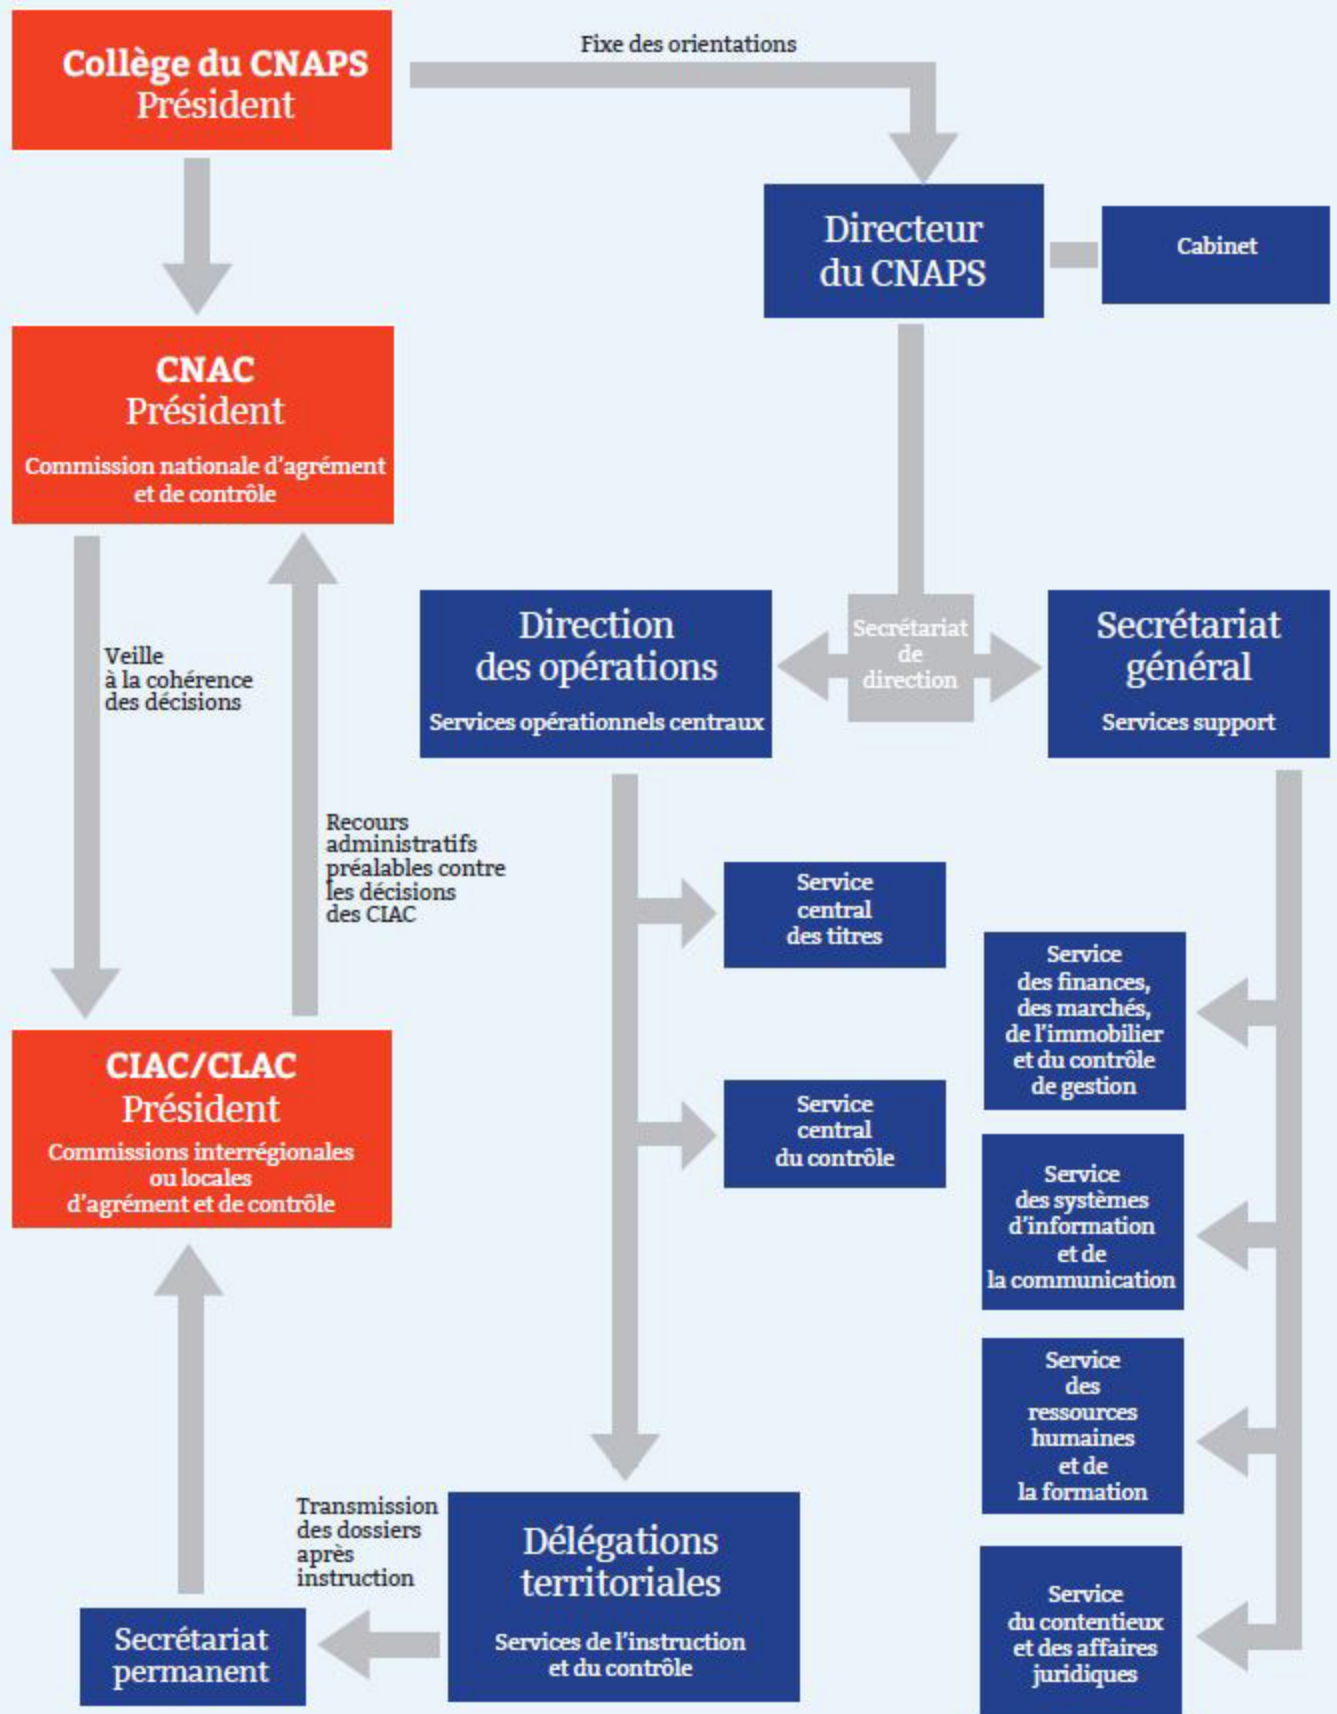 Collège du CNAPS
Président
Fixe des orientations
Directeur
du CNAPS
Cabinet
CNAC
Président
Commission nationale d'agrément
et de contrôle
Veille
à la cohérence
des décisions
Recours
administratifs
préalables contre
les décisions
des CIAC
Direction
des opérations
Services opérationnels centraux
Secrétariat
de
direction
Secrétariat
général
Services support
Service
central
des titres
Service
central
du contrôle
Service
des finances,
des marchés,
de l'immobilier
et du contrôle
de gestion
Service
des systèmes
d'information
et de
la communication
Service
des
ressources
humaines
et de
la formation
Service
du contentieux
et des affaires
juridiques
CIAC/CLAC
Président
Commissions interrégionales
ou locales
d'agrément et de contrôle
Transmission
des dossiers
après
instruction
Délégations
territoriales
Services de l'instruction
et du contrôle
Secrétariat
permanent